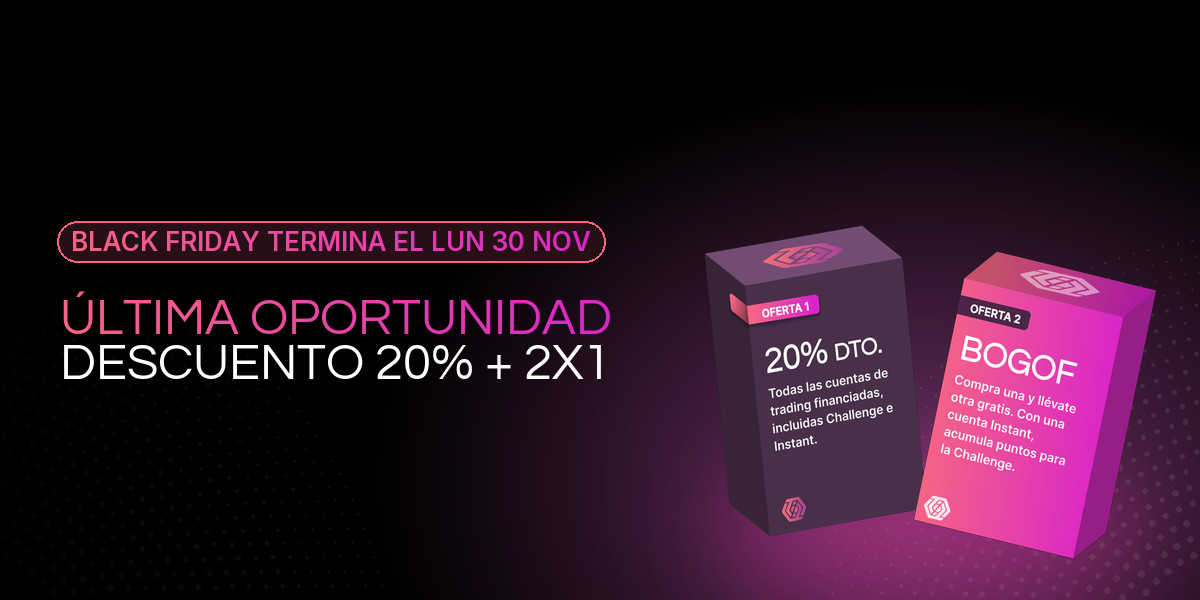 BLACK FRIDAY TERMINA EL LUN 30 NOV
ÚLTIMA OPORTUNIDAD
DESCUENTO 20% + 2X1
OFERTA 1
20% DTO.
Todas las cuentas de
trading financiadas,
incluidas Challenge e
Instant.
OFERTA 2
BOGOF
Compra una y llévate
otra gratis. Con una
cuenta Instant,
acumula puntos para
la Challenge.